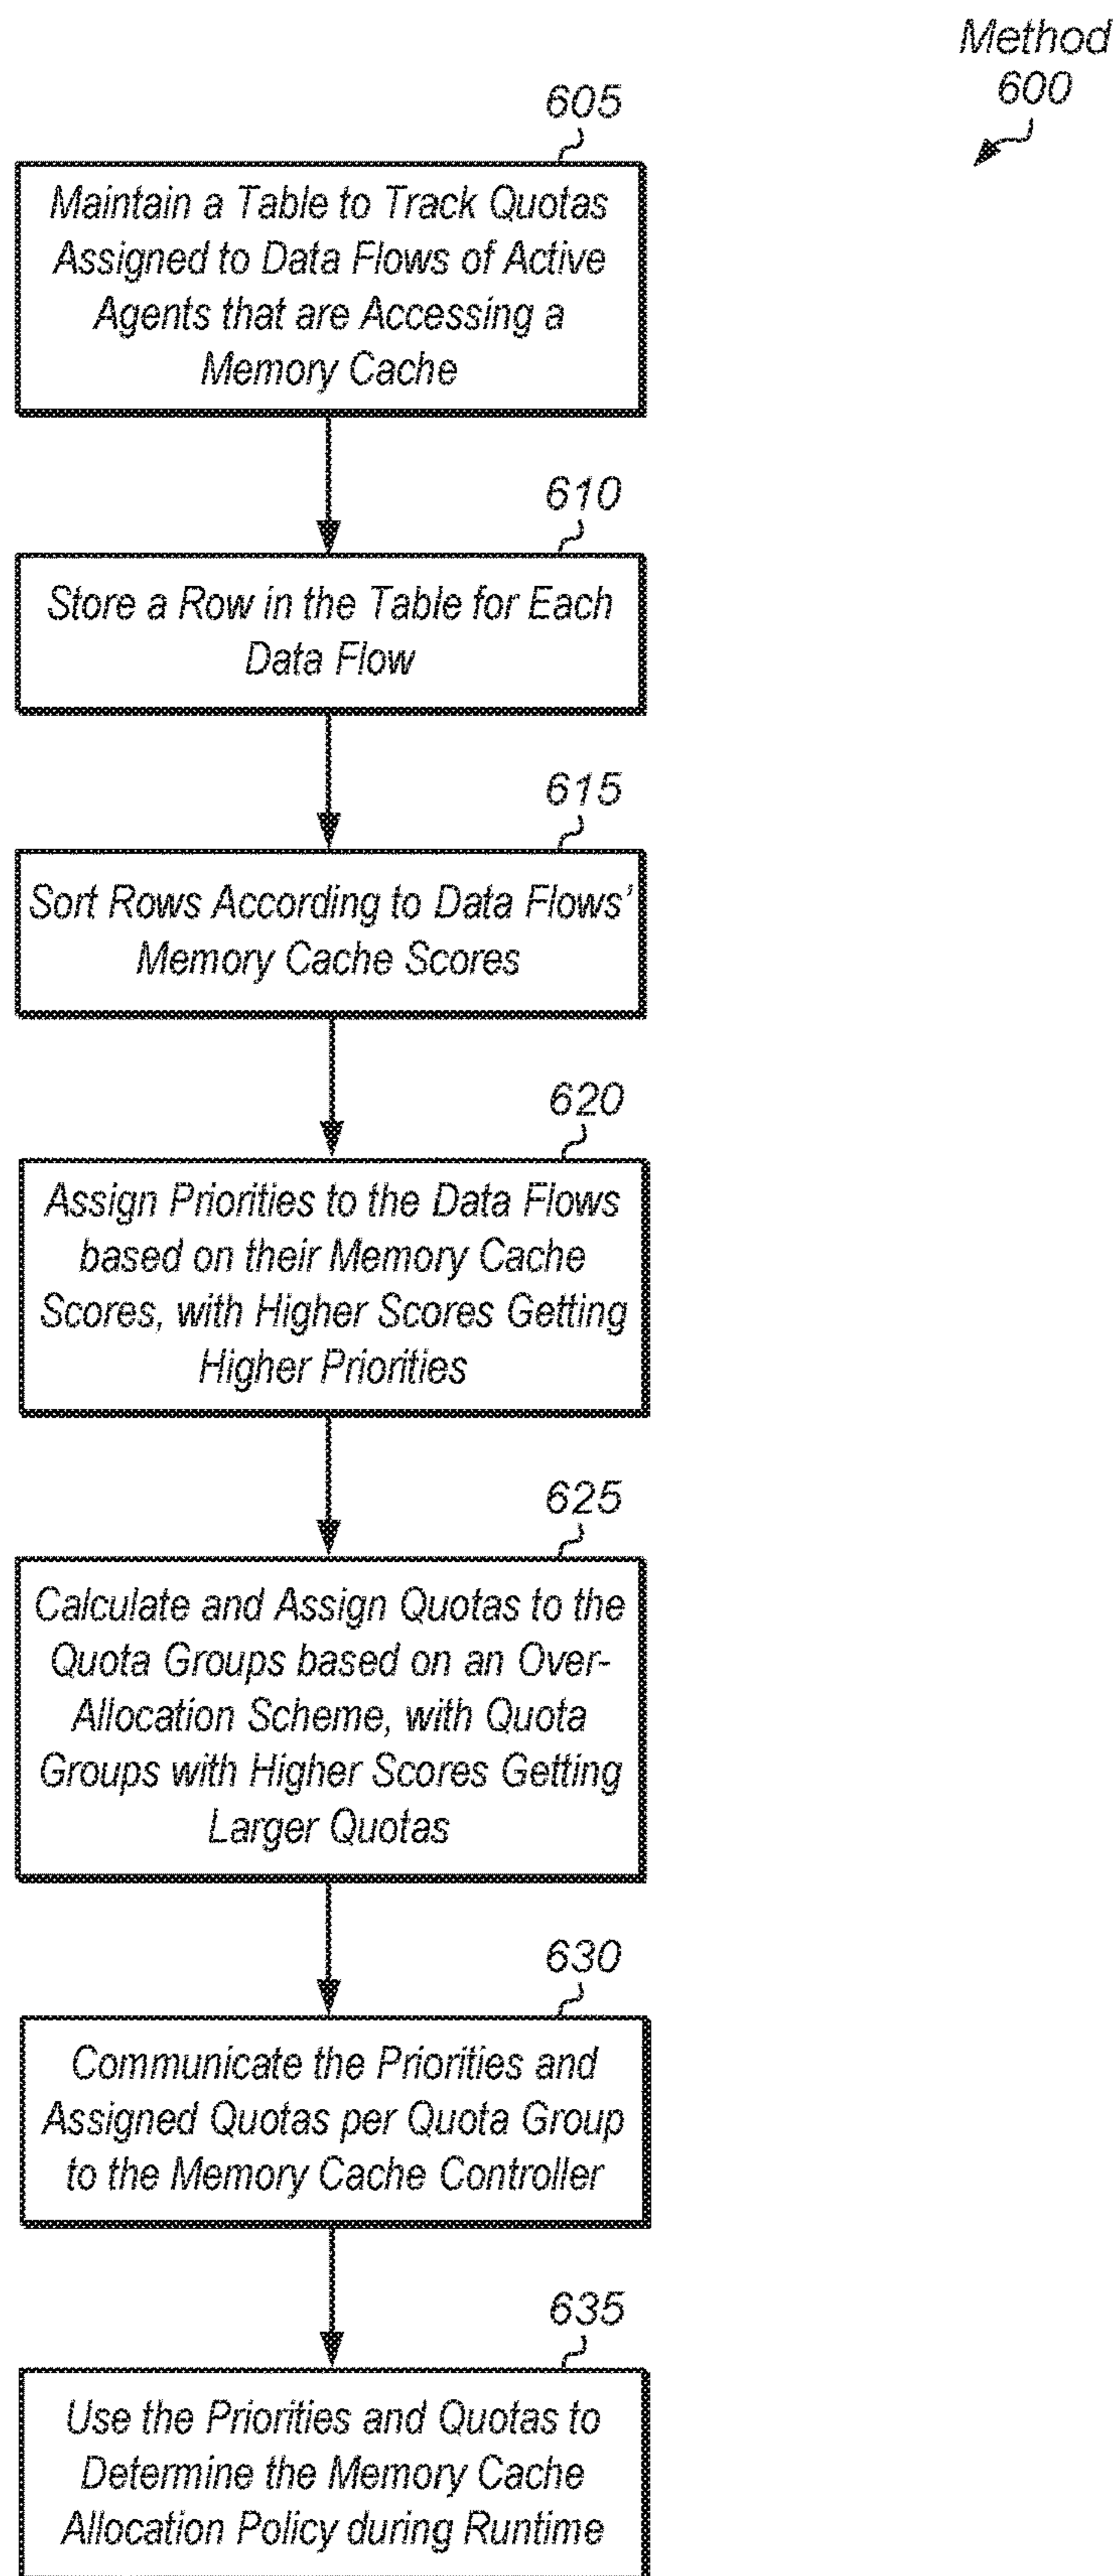 Method
600
605
Maintain a Table to Track Quotas
Assigned to Data Flows of Active
Agents that are Accessing a
Memory Cache
610
Store a Row in the Table for Each
Data Flow
615
Sort Rows According to Data Flows'
Memory Cache Scores
620
Assign Priorities to the Data Flows
based on their Memory Cache
Scores, with Higher Scores Getting
Higher Priorities
625
Calculate and Assign Quotas to the
Quota Groups based on an Over-
Allocation Scheme, with Quota
Groups with Higher Scores Getting
Larger Quotas
630
Communicate the Priorities and
Assigned Quotas per Quota Group
to the Memory Cache Controller
635
Use the Priorities and Quotas to
Determine the Memory Cache
Allocation Policy during Runtime